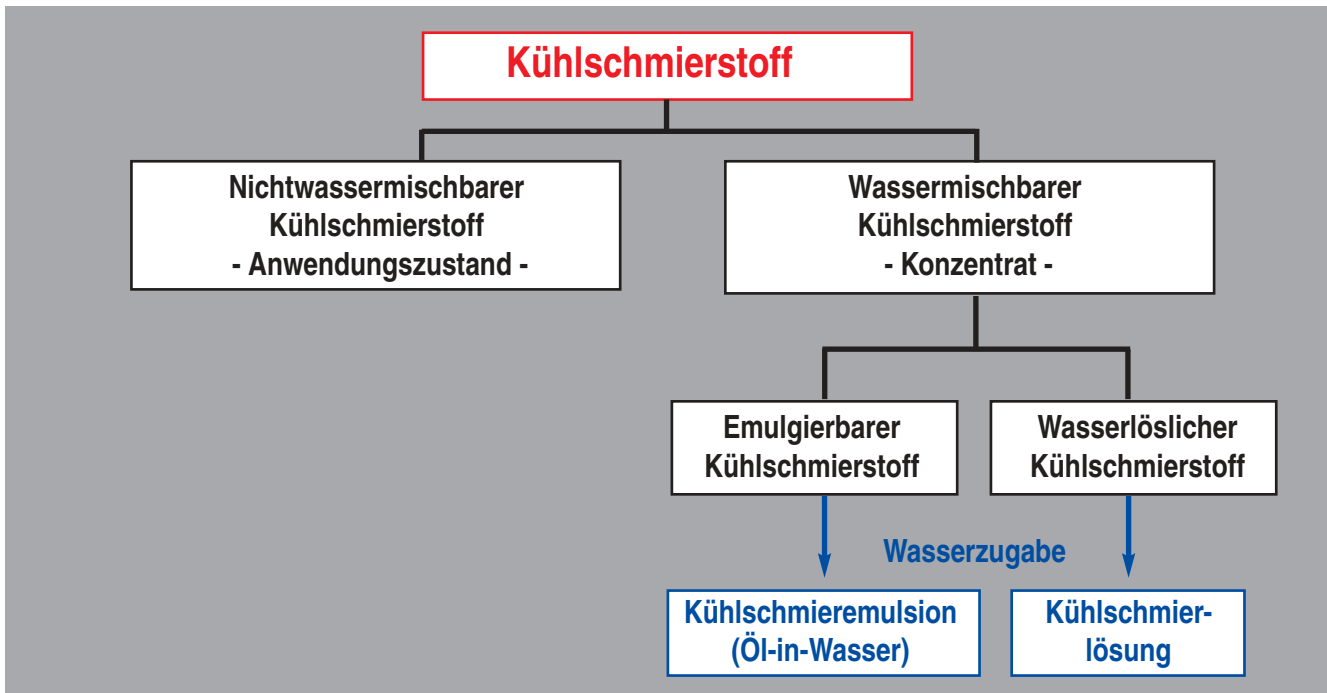 Kühlschmierstoff
Nichtwassermischbarer
Kühlschmierstoff
- Anwendungszustand -
Wassermischbarer
Kühlschmierstoff
- Konzentrat -
Emulgierbarer
Kühlschmierstoff
Wasserlöslicher
Kühlschmierstoff
Wasserzugabe
Kühlschmieremulsion
(Öl-in-Wasser)
Kühlschmier-
lösung